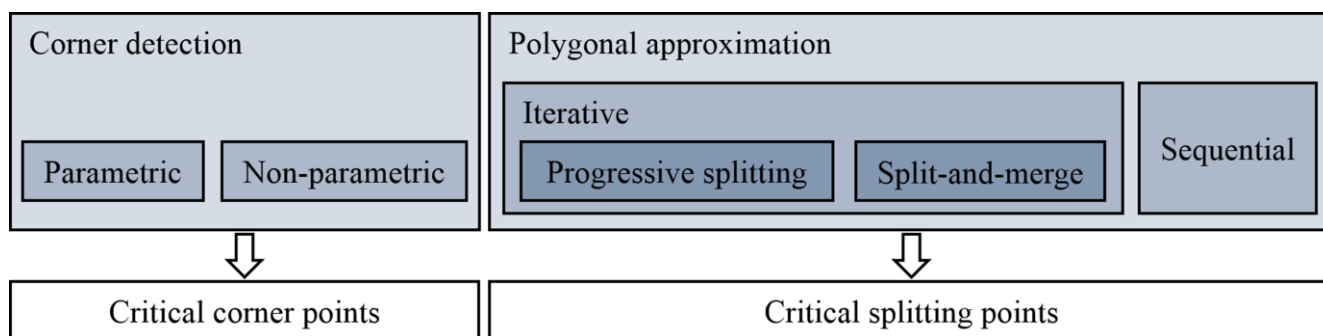 Corner detection
Parametric
Non-parametric
Critical corner points
Polygonal approximation
Iterative
Progressive splitting
Split-and-merge
Sequential
Critical splitting points